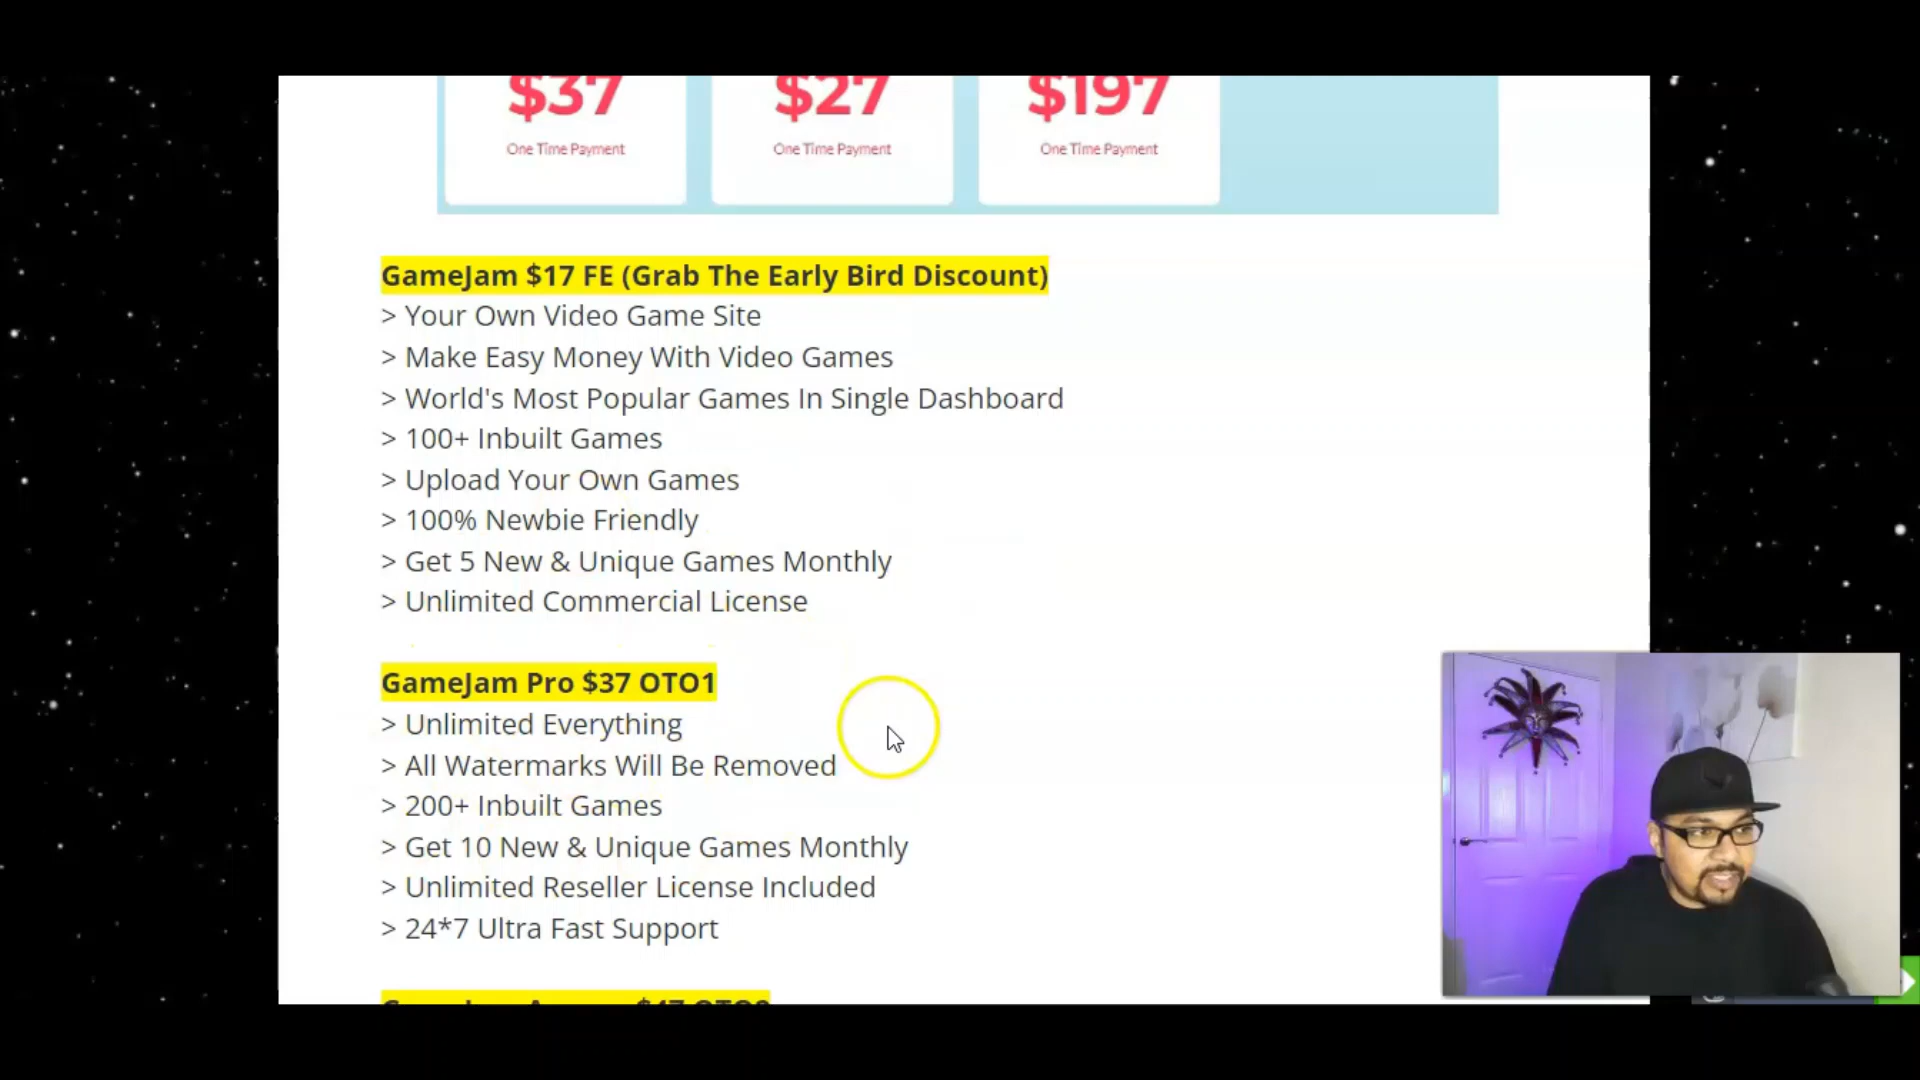 $37 $27 $197
One Time Payment One Time Payment One Time Payment
GameJam $17 FE (Grab The Early Bird Discount)
> Your Own Video Game Site
> Make Easy Money With Video Games
> World's Most Popular Games In Single Dashboard
> 100+ Inbuilt Games
> Upload Your Own Games
> 100% Newbie Friendly
> Get 5 New & Unique Games Monthly
> Unlimited Commercial License
GameJam Pro $37 OTO1
> Unlimited Everything
> All Watermarks Will Be Removed
> 200+ Inbuilt Games
> Get 10 New & Unique Games Monthly
> Unlimited Reseller License Included
> 24*7 Ultra Fast Support